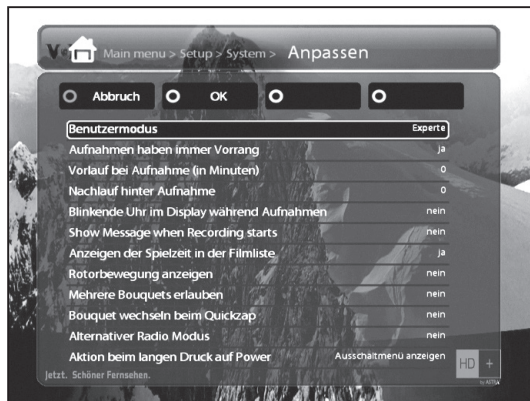 Main menu > Setup > System > Anpassen
Abbruch OK
Benutzermodus Experte
Aufnahmen haben immer Vorrang ja
Vorlauf bei Aufnahme (in Minuten) 0
Nachlauf hinter Aufnahme 0
Blinkende Uhr im Display während Aufnahmen nein
Show Message when Recording starts nein
Anzeigen der Spielzeit in der Filmliste ja
Rotorbewegung anzeigen nein
Mehrere Bouquets erlauben nein
Bouquet wechseln beim Quickzap nein
Alternativer Radio Modus nein
Aktion beim langen Druck auf Power Ausschaltmenü anzeigen
HD +
by ASTRA
Jetzt. Schöner Fernsehen.